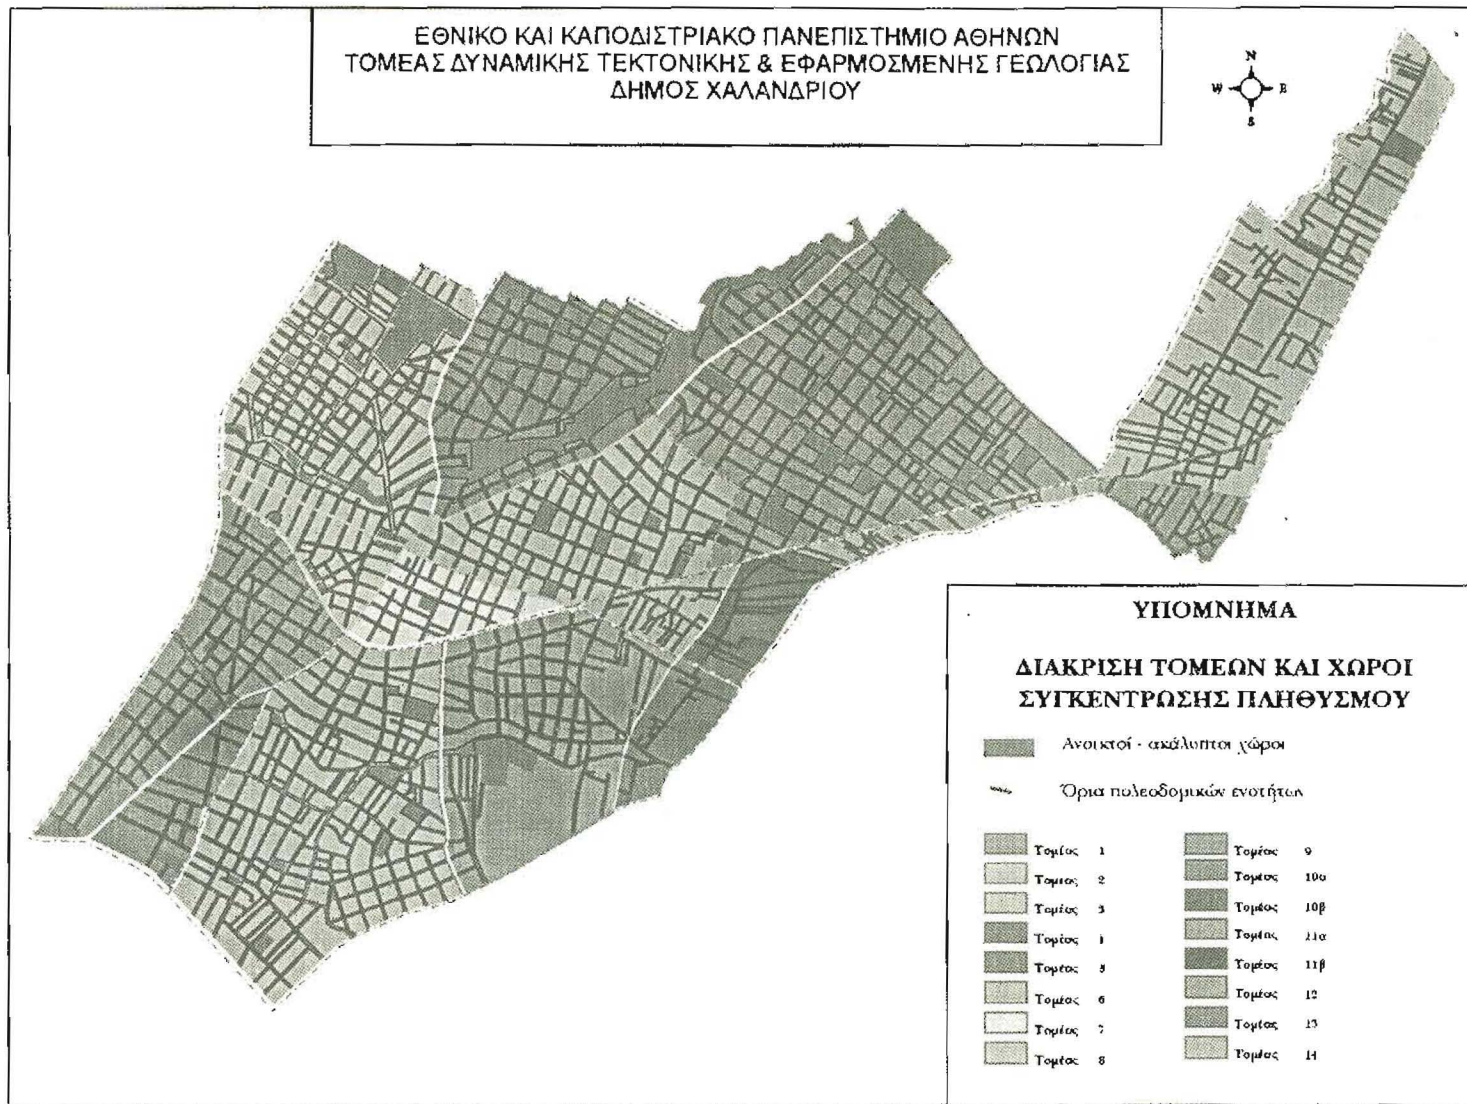 ΕΘΝΙΚΟ ΚΑΙ ΚΑΠΟΔΙΣΤΡΙΑΚΟ ΠΑΝΕΠΙΣΤΗΜΙΟ ΑΘΗΝΩΝ
ΤΟΜΕΑΣ ΔΥΝΑΜΙΚΗΣ ΤΕΚΤΟΝΙΚΗΣ & ΕΦΑΡΜΟΣΜΕΝΗΣ ΓΕΩΛΟΓΙΑΣ
ΔΗΜΟΣ ΧΑΛΑΝΔΡΙΟΥ
N
W E
S
ΥΠΟΜΝΗΜΑ
ΔΙΑΚΡΙΣΗ ΤΟΜΕΩΝ ΚΑΙ ΧΩΡΟΙ
ΣΥΓΚΕΝΤΡΩΣΗΣ ΠΛΗΘΥΣΜΟΥ
Ανοικτοί - ακάλυπτοι χώροι
Όρια πολεοδομικών ενοτήτων
Τομέας 1
Τομέας 2
Τομέας 3
Τομέας
Τομέας 5
Τομέας 6
Τομέας 7
Τομέας 8
Τομέας 9
Τομέας 10α
Τομέας 10β
Τομέας 11α
Τομέας 11β
Τομέας 12
Τομέας 13
Τομέας 14